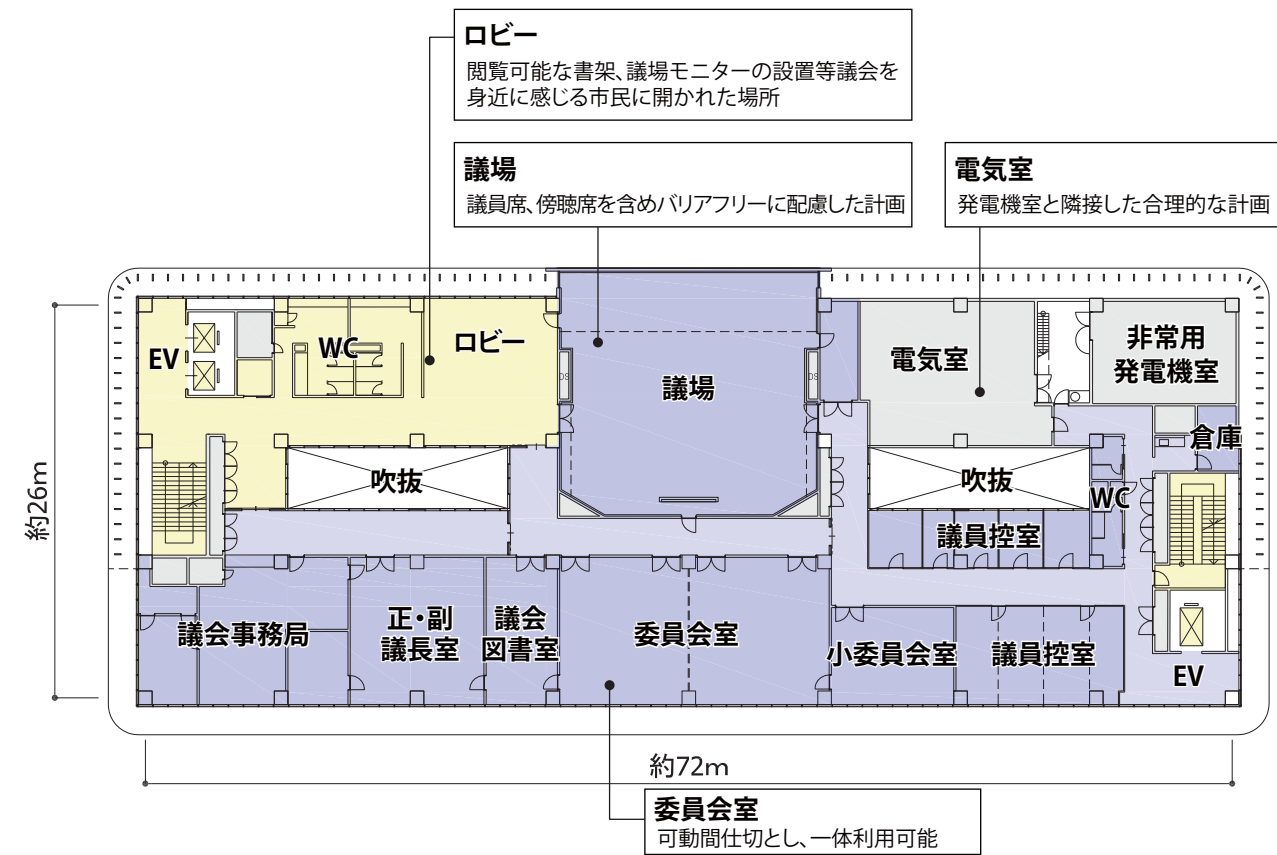 ロビー
閲覧可能な書架、議場モニターの設置等議会を
身近に感じる市民に開かれた場所
議場
議員席、傍聴席を含めバリアフリーに配慮した計画
電気室
発電機室と隣接した合理的な計画
EV
WC
ロビー
議場
DS
DS
電気室
非常用
発電機室
倉庫
吹抜
吹抜
WC
議員控室
約26m
議会事務局
正・副
議長室
議会
図書室
委員会室
小委員会室
議員控室
EV
約72m
委員会室
可動間仕切とし、一体利用可能